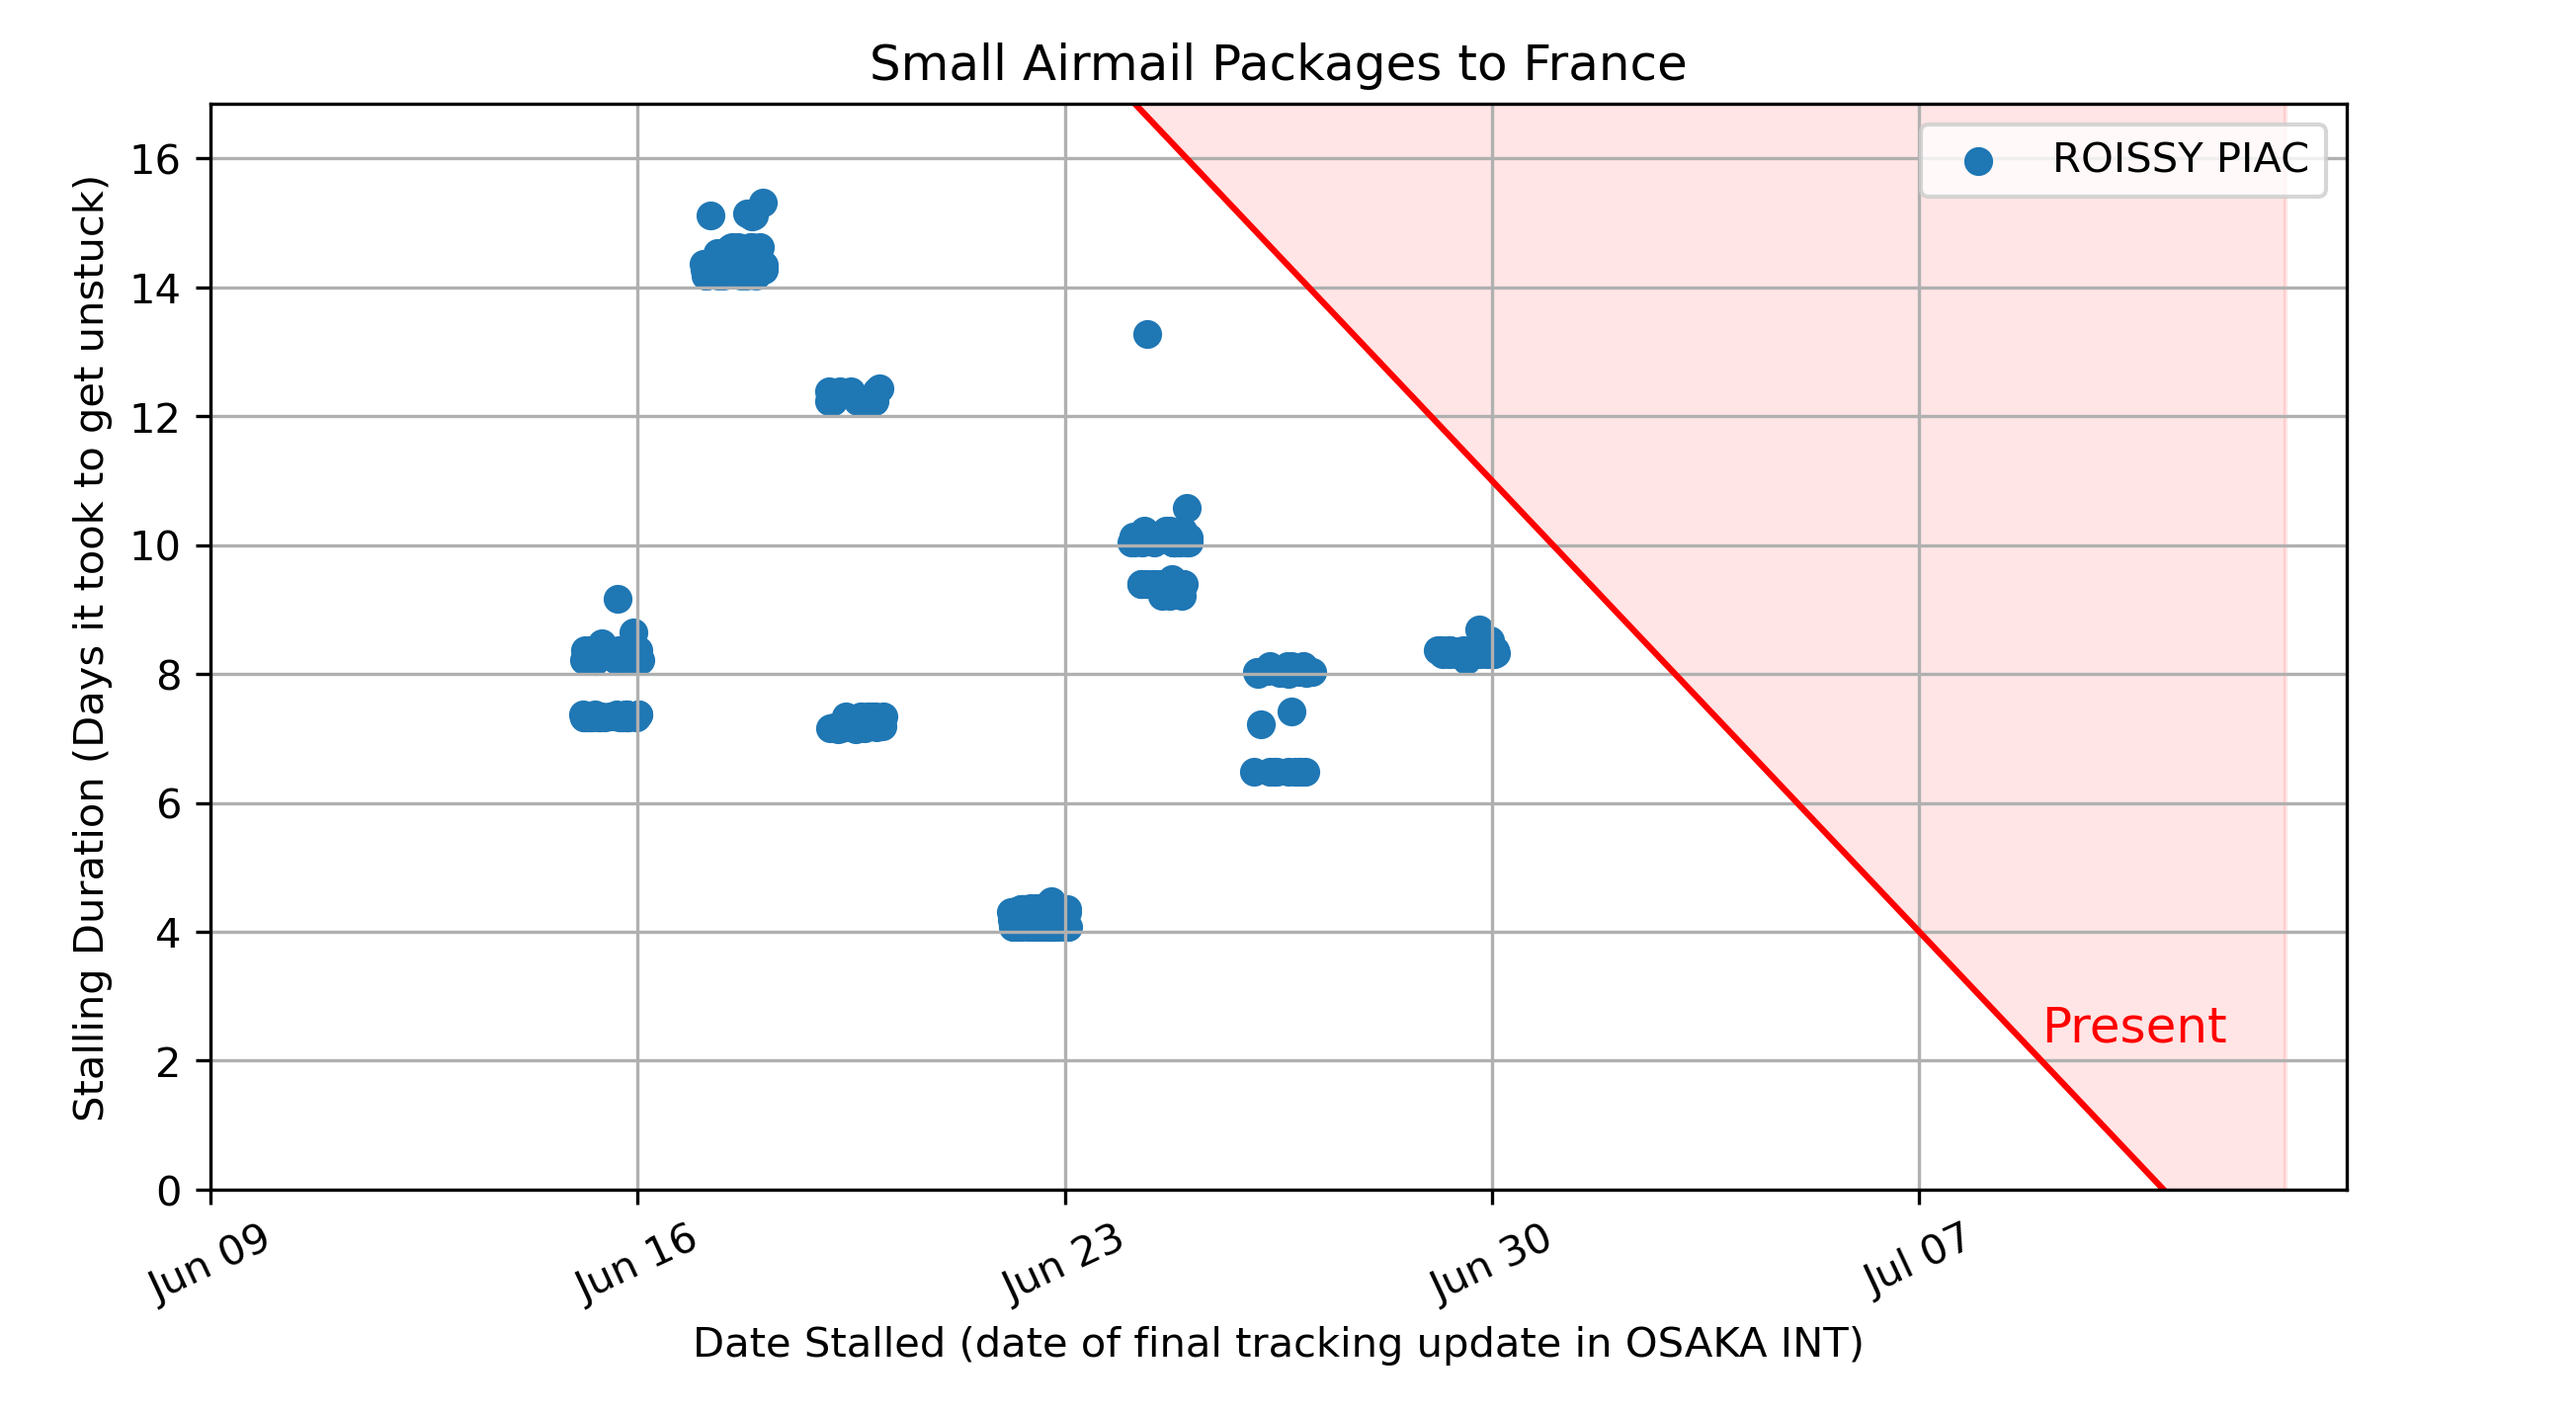 Small Airmail Packages to France
ROISSY PIAC
Stalling Duration (Days it took to get unstuck)
16
14
12
10
8
6
4
2
0
Present
Jun 09
Jun 16
Jun 23
Jun 30
Jul 07
Date Stalled (date of final tracking update in OSAKA INT)